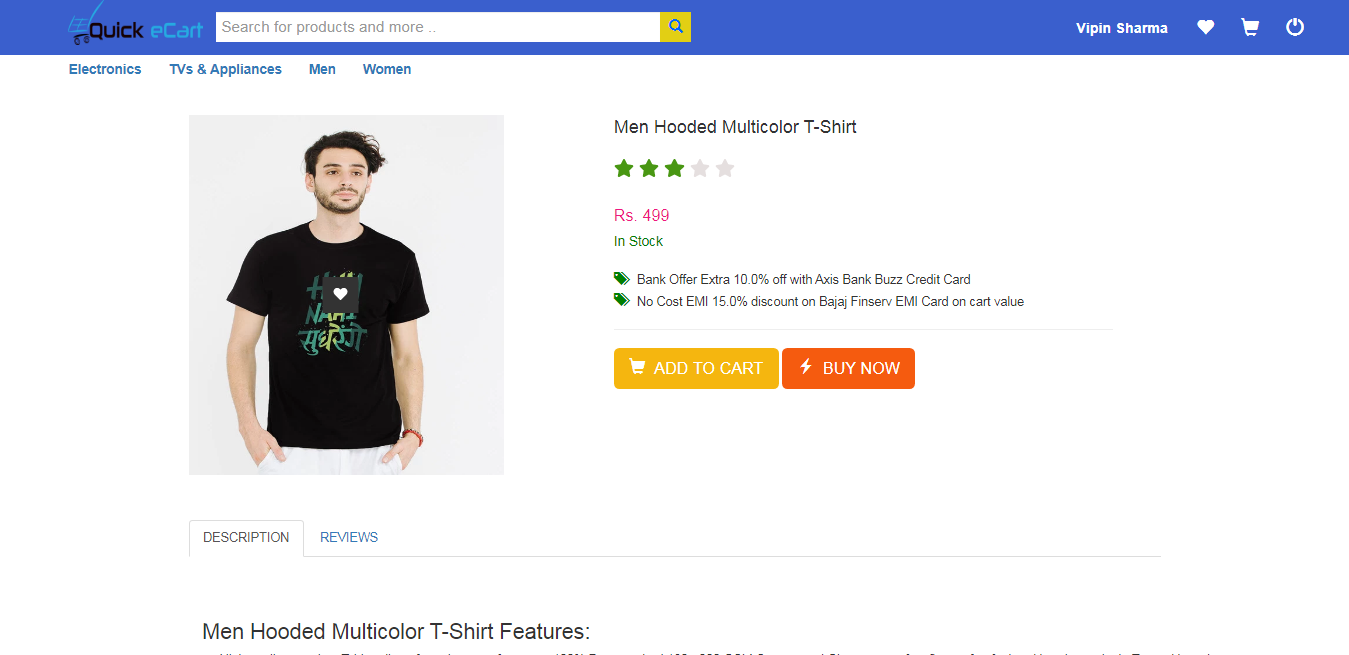 Quick eCart
Search for products and more ..
Vipin Sharma
Electronics
TVs & Appliances
Men
Women
NAHI
सुधरेंगे
Men Hooded Multicolor T-Shirt
Rs. 499
In Stock
Bank Offer Extra 10.0% off with Axis Bank Buzz Credit Card
No Cost EMI 15.0% discount on Bajaj Finserv EMI Card on cart value
ADD TO CART
BUY NOW
DESCRIPTION
REVIEWS
Men Hooded Multicolor T-Shirt Features: